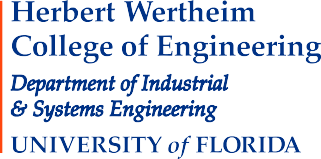 Herbert Wertheim
College of Engineering
Department of Industrial
& Systems Engineering
UNIVERSITY of FLORIDA